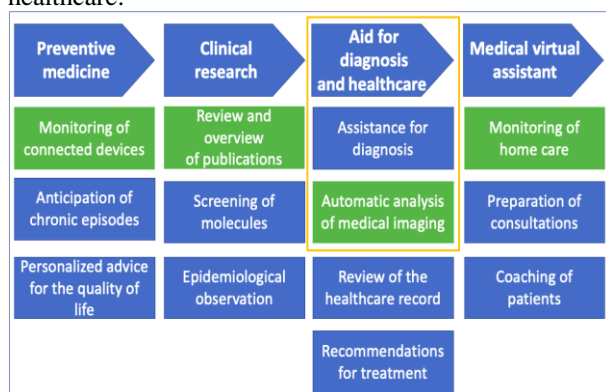 healthcare.
Preventive
medicine
Clinical
research
Aid for
diagnosis
and healthcare
Medical virtual
assistant
Monitoring of
connected devices
Review and
overview
of publications
Assistance for
diagnosis
Monitoring of
home care
Anticipation of
chronic episodes
Screening of
molecules
Automatic analysis
of medical imaging
Preparation of
consultations
Personalized advice
for the quality of
life
Epidemiological
observation
Review of the
healthcare record
Coaching of
patients
Recommendations
for treatment